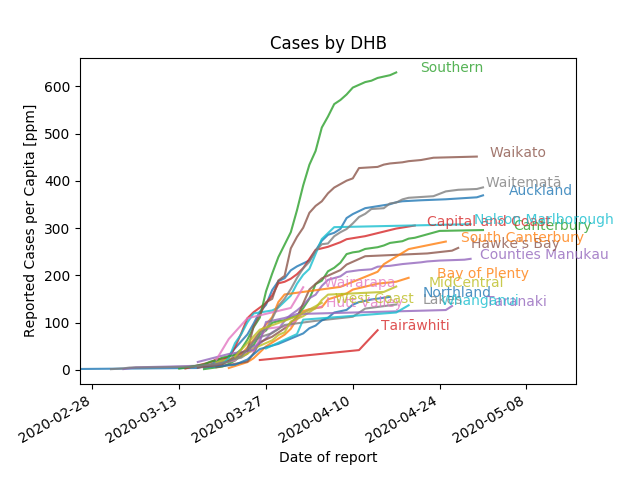 Cases by DHB
Reported Cases per Capita [ppm]
600
500
400
300
200
100
0
Southern
Waikato
Waitematā
Auckland
Capital and Coast
Nelson Marlborough
Canterbury
South Canterbury
Hawke's Bay
Counties Manukau
Bay of Plenty
Wairarapa
MidCentral
Northland
West Coast
Hutt Valley
Lakes
Whanganui
Taranaki
Tairāwhiti
2020-02-28
2020-03-13
2020-03-27
2020-04-10
2020-04-24
2020-05-08
Date of report